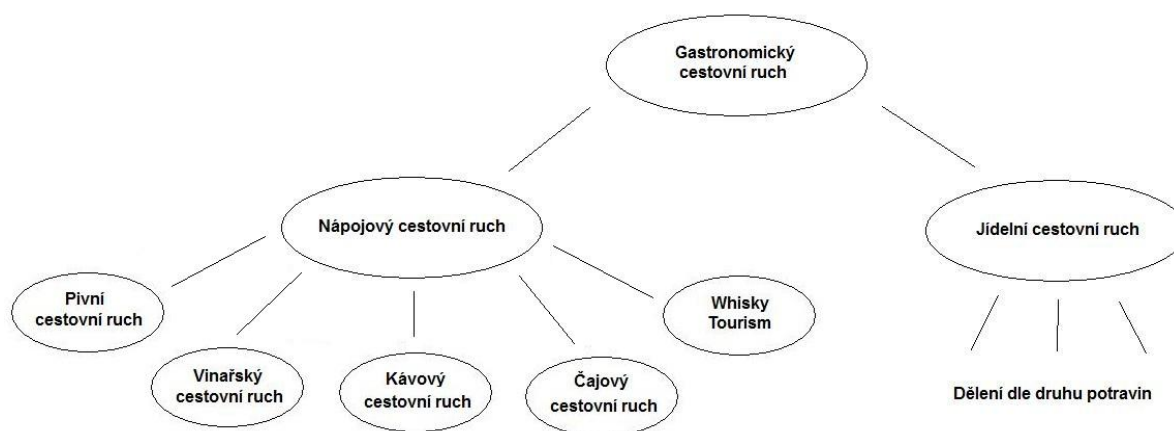 Gastronomický
cestovní ruch
Nápojový cestovní ruch
Jídelní cestovní ruch
Pivní
cestovní ruch
Whisky
Tourism
Vinařský
cestovní ruch
Kávový
cestovní ruch
Čajový
cestovní ruch
Dělení dle druhu potravin